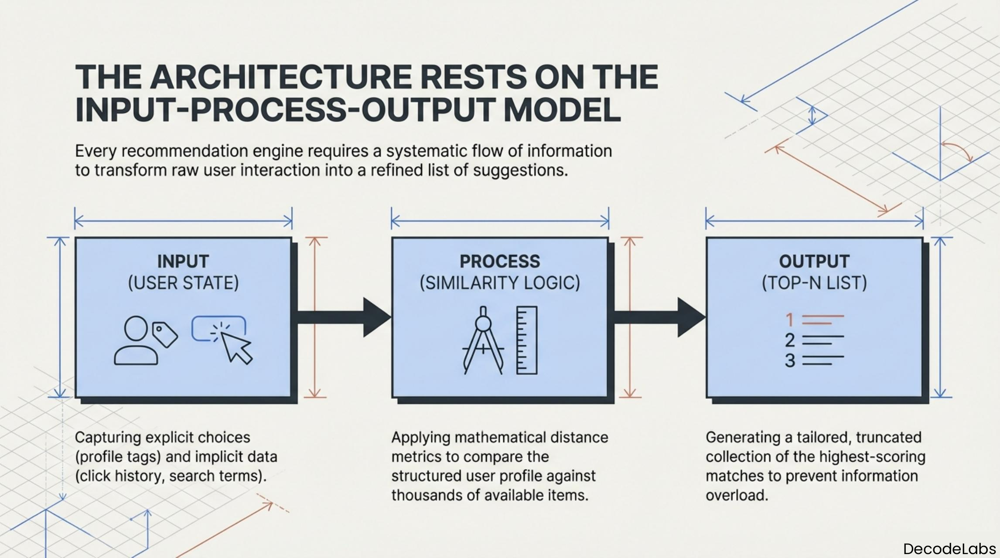 THE ARCHITECTURE RESTS ON THE
INPUT-PROCESS-OUTPUT MODEL
Every recommendation engine requires a systematic flow of information
to transform raw user interaction into a refined list of suggestions.
INPUT
(USER STATE)
Capturing explicit choices
(profile tags) and implicit data
(click history, search terms).
PROCESS
(SIMILARITY LOGIC)
Applying mathematical distance
metrics to compare the
structured user profile against
thousands of available items.
OUTPUT
(TOP-N LIST)
1
2
3
Generating a tailored, truncated
collection of the highest-scoring
matches to prevent information
overload.
DecodeLabs